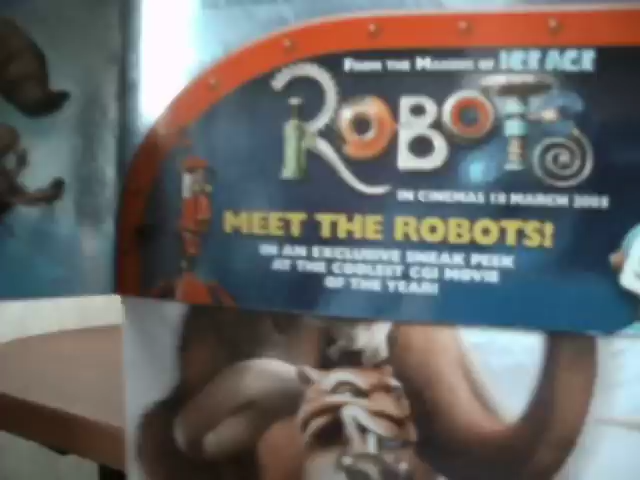 FROM THE MAKERS OF ICE AGE
ROBOTS
IN CINEMAS 18 MARCH 2005
MEET THE ROBOTS!
IN AN EXCLUSIVE SNEAK PEEK
AT THE COOLEST CGI MOVIE
OF THE YEAR!